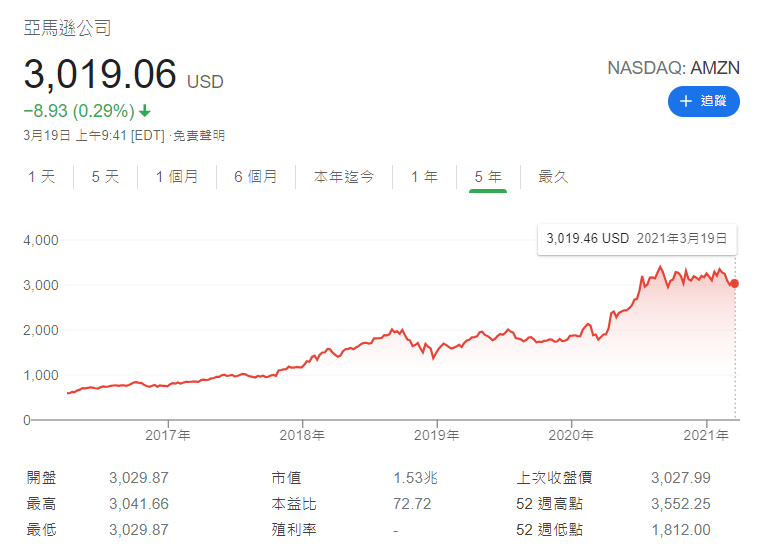 亞馬遜公司
3,019.06 USD
NASDAQ: AMZN
−8.93 (0.29%)
+ 追蹤
3月19日 上午9:41 [EDT] ·免責聲明
1 天 5 天 1 個月 6 個月 本年迄今 1 年 5 年 最久
3,019.46 USD 2021年3月19日
4,000
3,000
2,000
1,000
0
2017年 2018年 2019年 2020年 2021年
開盤 3,029.87 市值 1.53兆 上次收盤價 3,027.99
最高 3,041.66 本益比 72.72 52 週高點 3,552.25
最低 3,029.87 殖利率 - 52 週低點 1,812.00